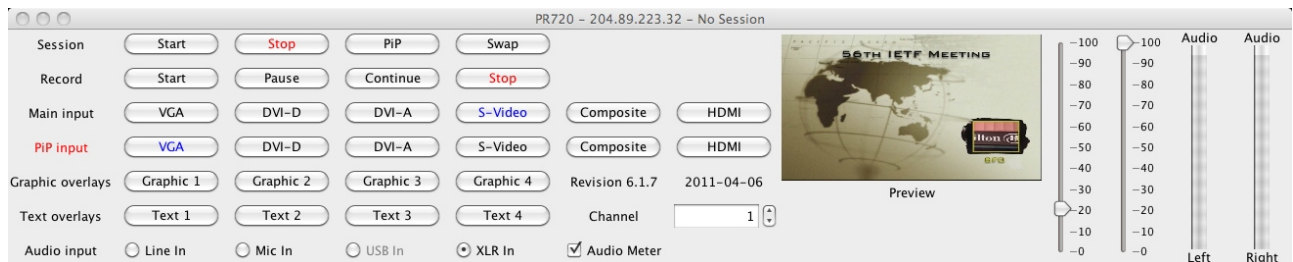 PR720 – 204.89.223.32 – No Session
Session Start Stop PiP Swap
Record Start Pause Continue Stop
Main input VGA DVI-D DVI-A S-Video Composite HDMI
PiP input VGA DVI-D DVI-A S-Video Composite HDMI
Graphic overlays Graphic 1 Graphic 2 Graphic 3 Graphic 4 Revision 6.1.7 2011-04-06
Text overlays Text 1 Text 2 Text 3 Text 4 Channel 1
Audio input Line In Mic In USB In XLR In Audio Meter
56TH IETF MEETING
lton
Preview
-100 -100
-90 -90
-80 -80
-70 -70
-60 -60
-50 -50
-40 -40
-30 -30
-20 -20
-10 -10
-0 -0
Audio Audio
Left Right